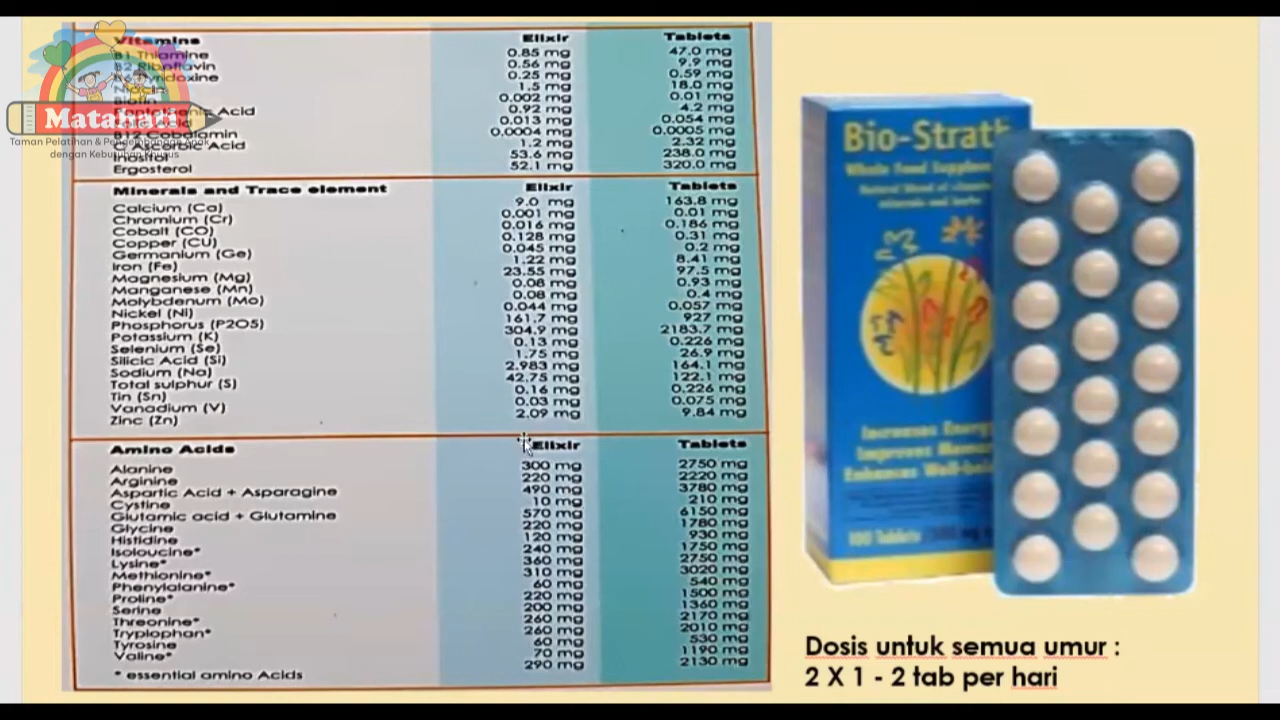 Vitamins Elixir Tablets
B1 Thiamine 0.85 mg 47.0 mg
B2 Riboflavin 0.56 mg 9.9 mg
B6 Pyridoxine 0.25 mg 0.59 mg
1.5 mg 18.0 mg
Biotin 0.002 mg 0.01 mg
Pantothenic Acid 0.92 mg 4.2 mg
0.013 mg 0.054 mg
B12 Cobalamin 0.0004 mg 0.0005 mg
C Ascorbic Acid 1.2 mg 2.32 mg
Inositol 53.6 mg 238.0 mg
Ergosterol 52.1 mg 320.0 mg
Minerals and Trace element Elixir Tablets
Calcium (Ca) 9.0 mg 163.8 mg
Chromium (Cr) 0.001 mg 0.01 mg
Cobalt (CO) 0.016 mg 0.186 mg
Copper (CU) 0.128 mg 0.31 mg
Germanium (Ge) 0.045 mg 0.2 mg
Iron (Fe) 1.22 mg 8.41 mg
Magnesium (Mg) 23.55 mg 97.5 mg
Manganese (Mn) 0.08 mg 0.93 mg
Molybdenum (Mo) 0.08 mg 0.4 mg
Nickel (Ni) 0.044 mg 0.057 mg
Phosphorus (P2O5) 161.7 mg 927 mg
Potassium (K) 304.9 mg 2183.7 mg
Selenium (Se) 0.13 mg 0.226 mg
Silicic Acid (Si) 1.75 mg 26.9 mg
Sodium (Na) 2.983 mg 164.1 mg
Total sulphur (S) 42.75 mg 122.1 mg
Tin (Sn) 0.16 mg 0.226 mg
Vanadium (V) 0.03 mg 0.075 mg
Zinc (Zn) 2.09 mg 9.84 mg
Amino Acids Elixir Tablets
Alanine 300 mg 2750 mg
Arginine 220 mg 2220 mg
Aspartic Acid + Asparagine 490 mg 3780 mg
Cystine 10 mg 210 mg
Glutamic acid + Glutamine 570 mg 6150 mg
Glycine 220 mg 1780 mg
Histidine 120 mg 930 mg
Isoloucine* 240 mg 1750 mg
Lysine* 360 mg 2750 mg
Methionine* 310 mg 3020 mg
Phenylalanine* 60 mg 540 mg
Proline* 220 mg 1500 mg
Serine 200 mg 1360 mg
Threonine* 260 mg 2170 mg
Tryplophan* 260 mg 2010 mg
Tyrosine 60 mg 530 mg
Valine* 70 mg 1190 mg
290 mg 2130 mg
* essential amino Acids
Matahari
Taman Pelatihan & Pengembangan Anak
dengan Kebutuhan Khusus
Bio-Strath
Whole Food Supplement
minerals and herbs
Increases Energy
Improves
Enhances Well-
100 Tablets
Dosis untuk semua umur :
2 X 1 - 2 tab per hari